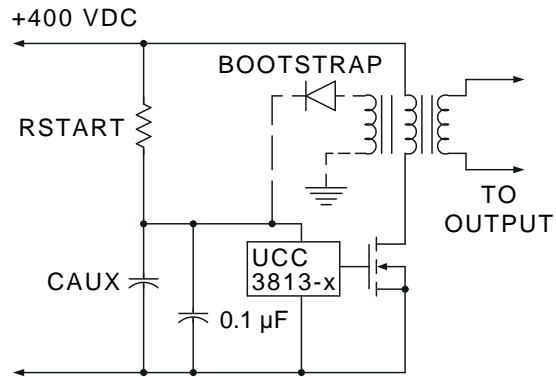 +400 VDC
BOOTSTRAP
RSTART
TO
OUTPUT
UCC
3813-x
CAUX
0.1 µF